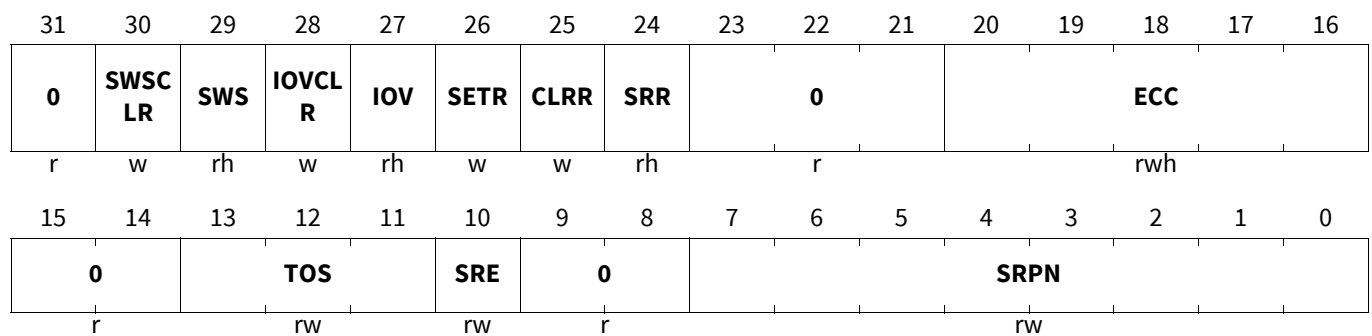 31 30 29 28 27 26 25 24 23 22 21 20 19 18 17 16
0 SWSC LR SWS IOVCL R IOV SETR CLRR SRR 0 ECC
r w rh w rh w w rh r rwh
15 14 13 12 11 10 9 8 7 6 5 4 3 2 1 0
0 TOS SRE 0 SRPN
r rw rw r rw